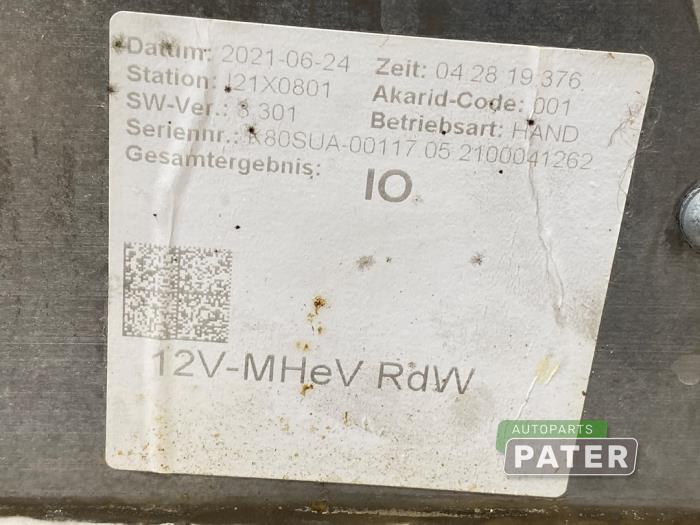 Datum: 2021-06-24 Zeit: 04 28 19 376
Station: I21X0801 Akarid-Code: 001
SW-Ver.: 8.301 Betriebsart: HAND
Seriennr.: K80SUA-00117 05 2100041262
Gesamtergebnis: IO
12V-MHeV RdW
AUTOPARTS
PATER